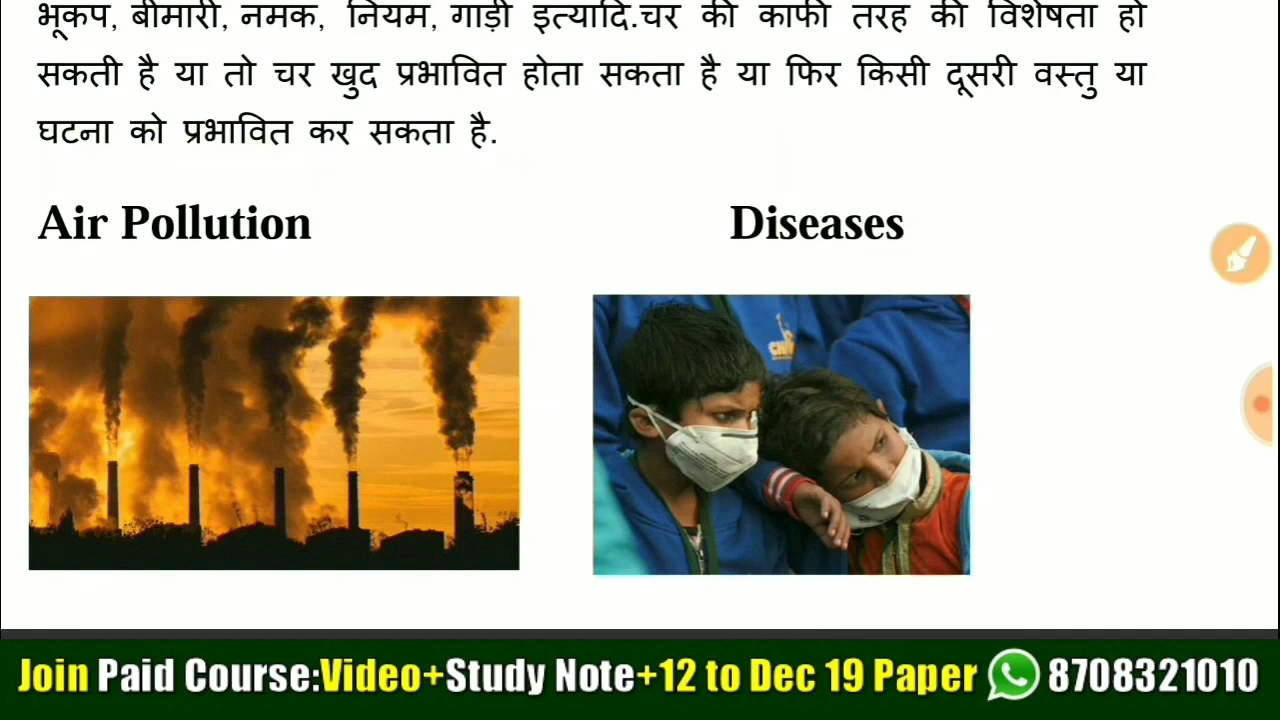 भूकंप, बीमारी, नमक, नियम, गाड़ी इत्यादि.चर की काफी तरह की विशेषता हो
सकती है या तो चर खुद प्रभावित होता सकता है या फिर किसी दूसरी वस्तु या
घटना को प्रभावित कर सकता है.
Air Pollution
Diseases
Join Paid Course:Video+Study Note+12 to Dec 19 Paper 8708321010